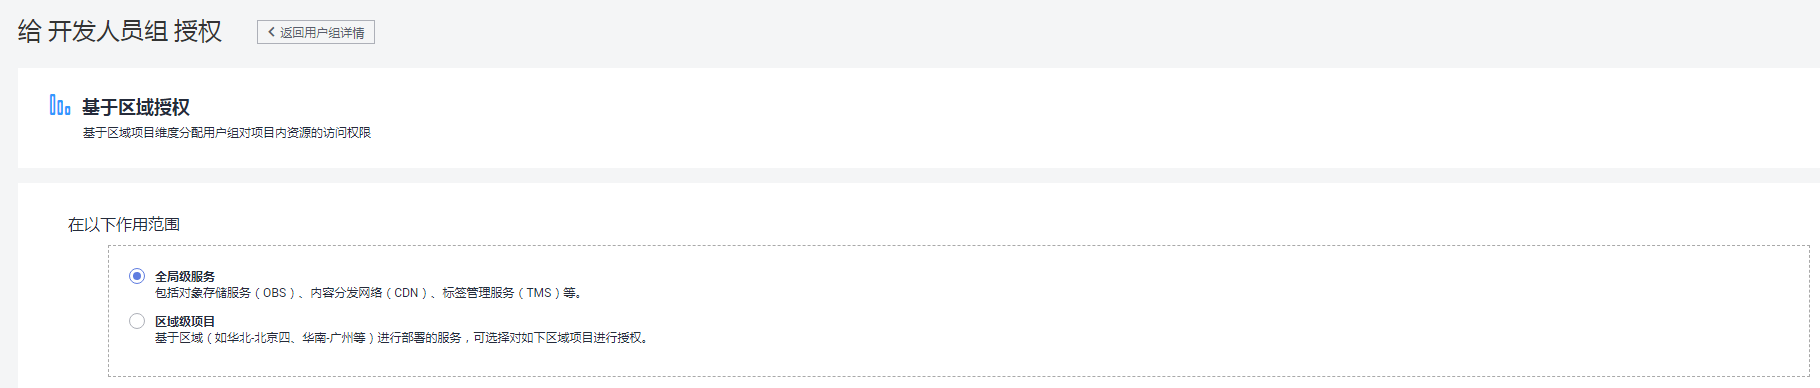 给 开发人员组 授权
返回用户组详情
基于区域授权
基于区域项目维度分配用户组对项目内资源的访问权限
在以下作用范围
全局级服务
包括对象存储服务（OBS）、内容分发网络（CDN）、标签管理服务（TMS）等。
区域级项目
基于区域（如华北-北京四、华南-广州等）进行部署的服务，可选择对如下区域项目进行授权。